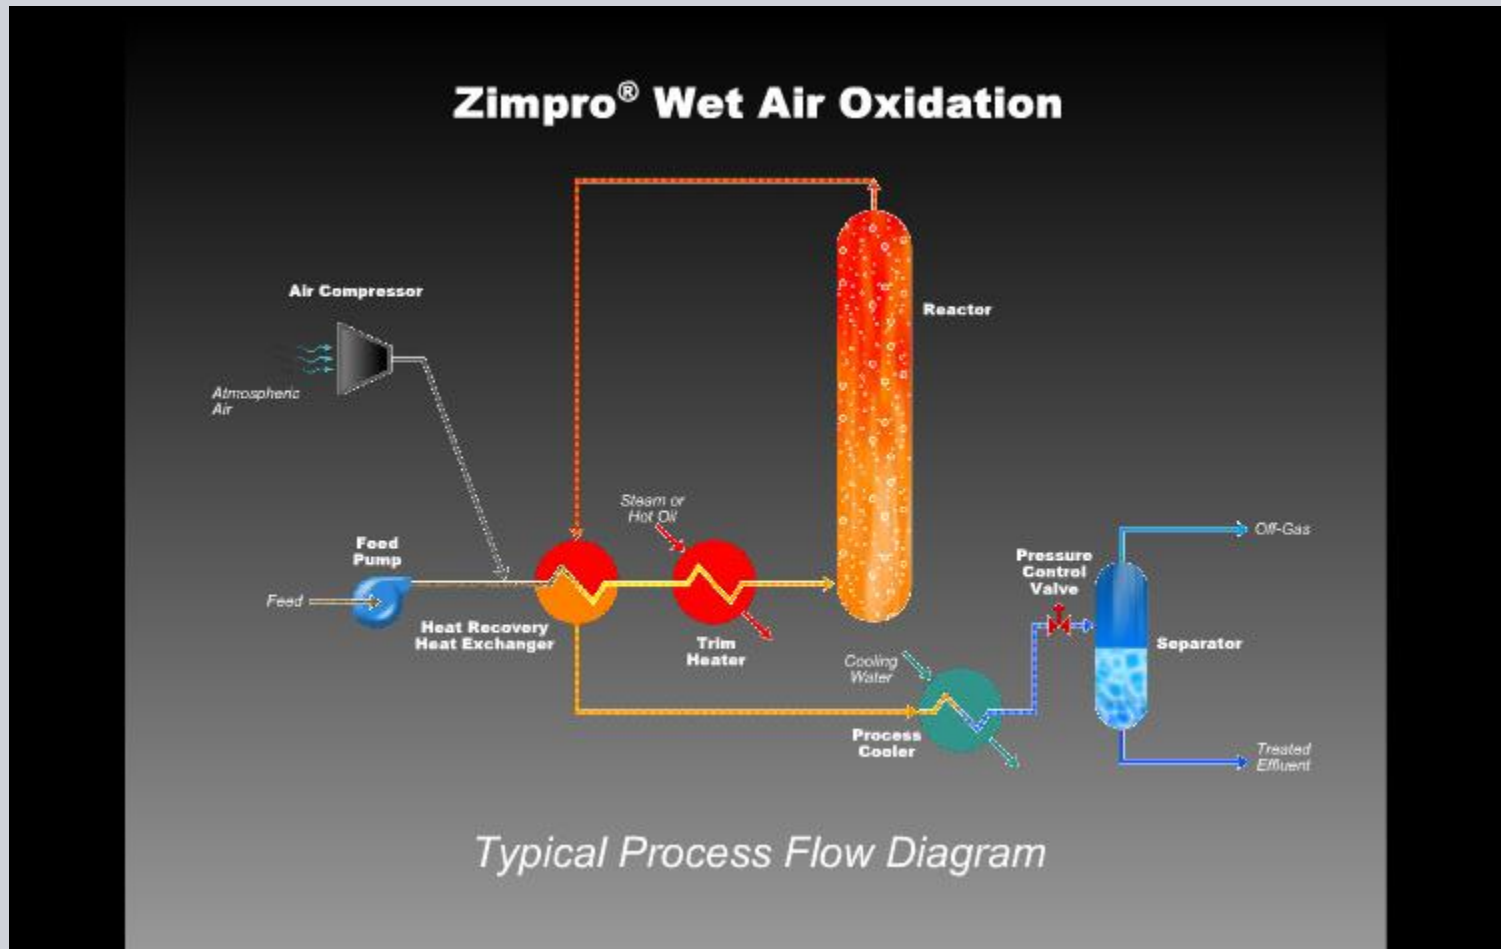 Zimpro® Wet Air Oxidation
Air Compressor
Reactor
Atmospheric
Air
Steam or
Hot Oil
Feed
Pump
Feed
Heat Recovery
Heat Exchanger
Trim
Heater
Pressure
Control
Valve
Off-Gas
Separator
Cooling
Water
Process
Cooler
Treated
Effluent
Typical Process Flow Diagram